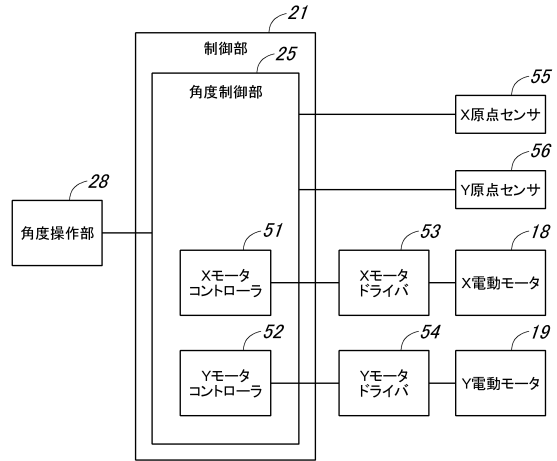 21
制御部
25
角度制御部
55
X原点センサ
56
Y原点センサ
28
角度操作部
51
Xモータ
コントローラ
53
Xモータ
ドライバ
18
X電動モータ
52
Yモータ
コントローラ
54
Yモータ
ドライバ
19
Y電動モータ